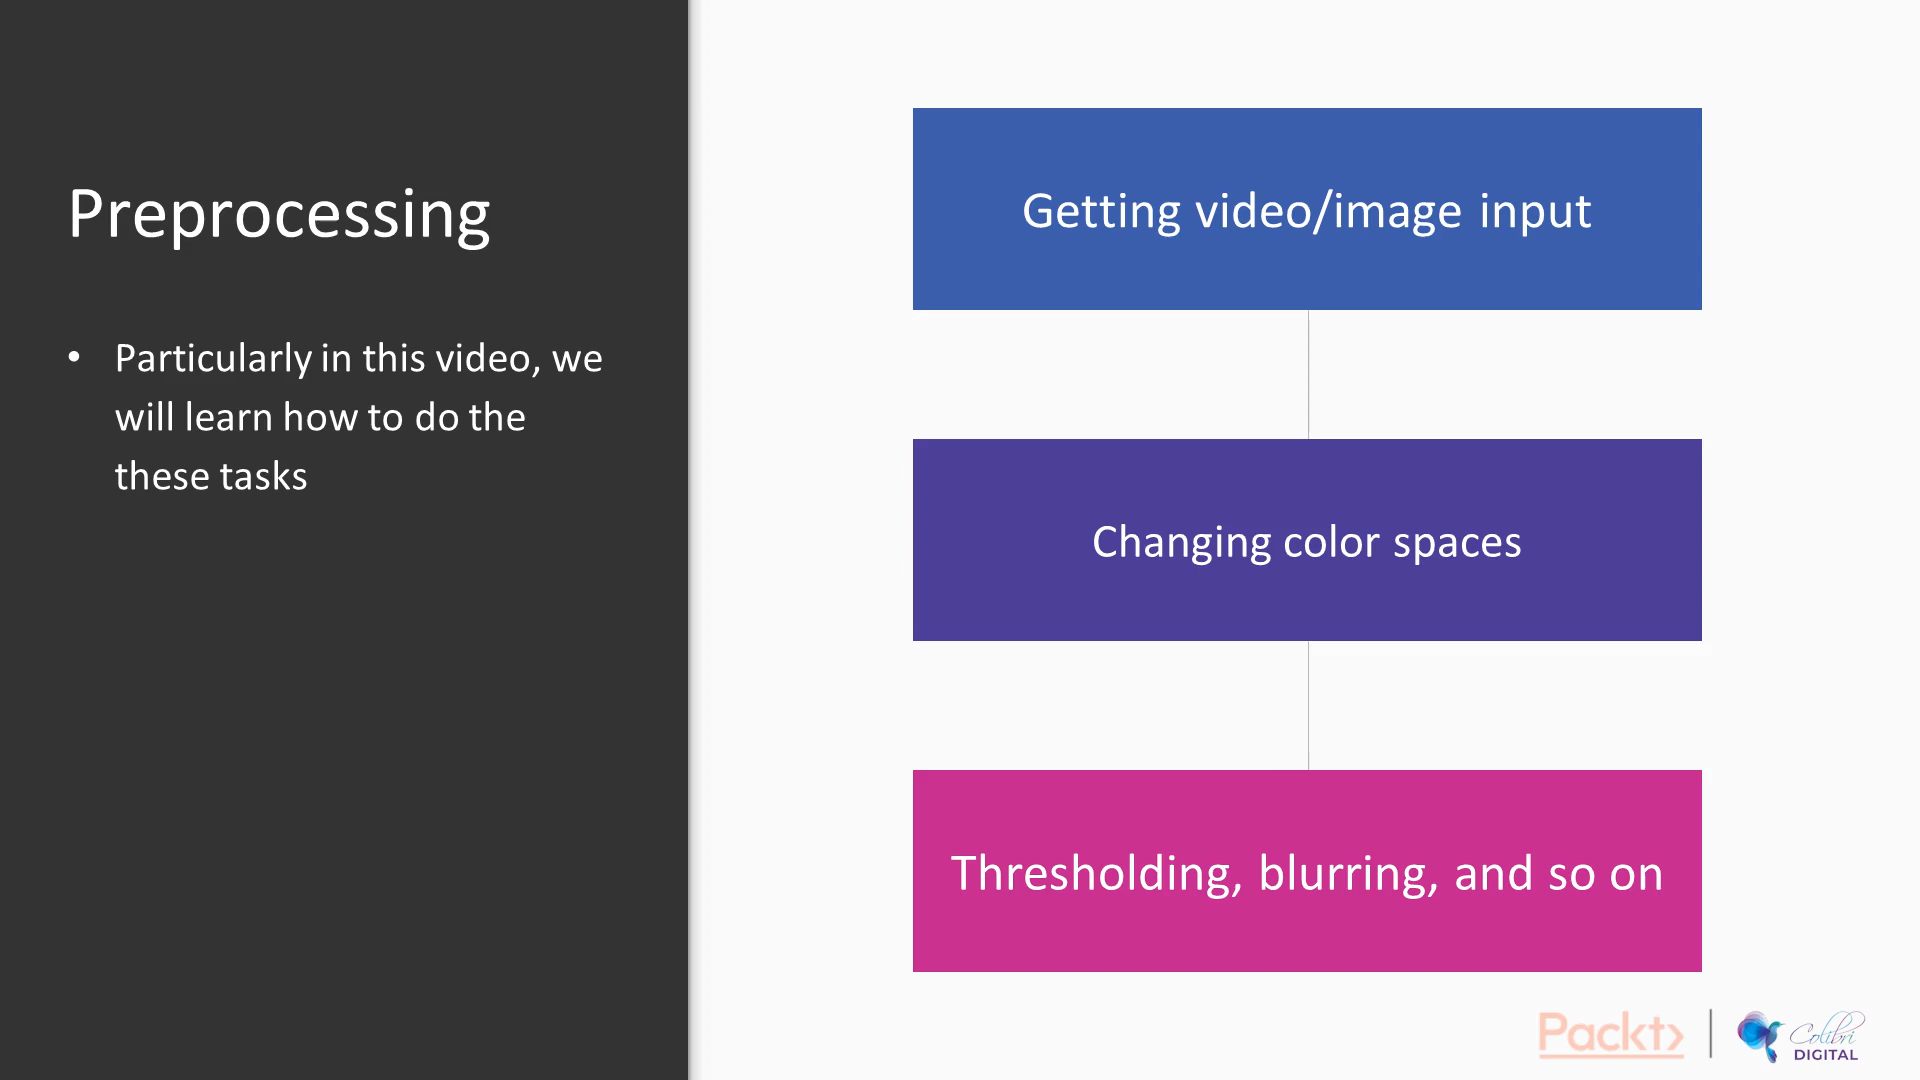 Preprocessing
• Particularly in this video, we
will learn how to do the
these tasks
Getting video/image input
Changing color spaces
Thresholding, blurring, and so on
Packt>
Colibri
DIGITAL